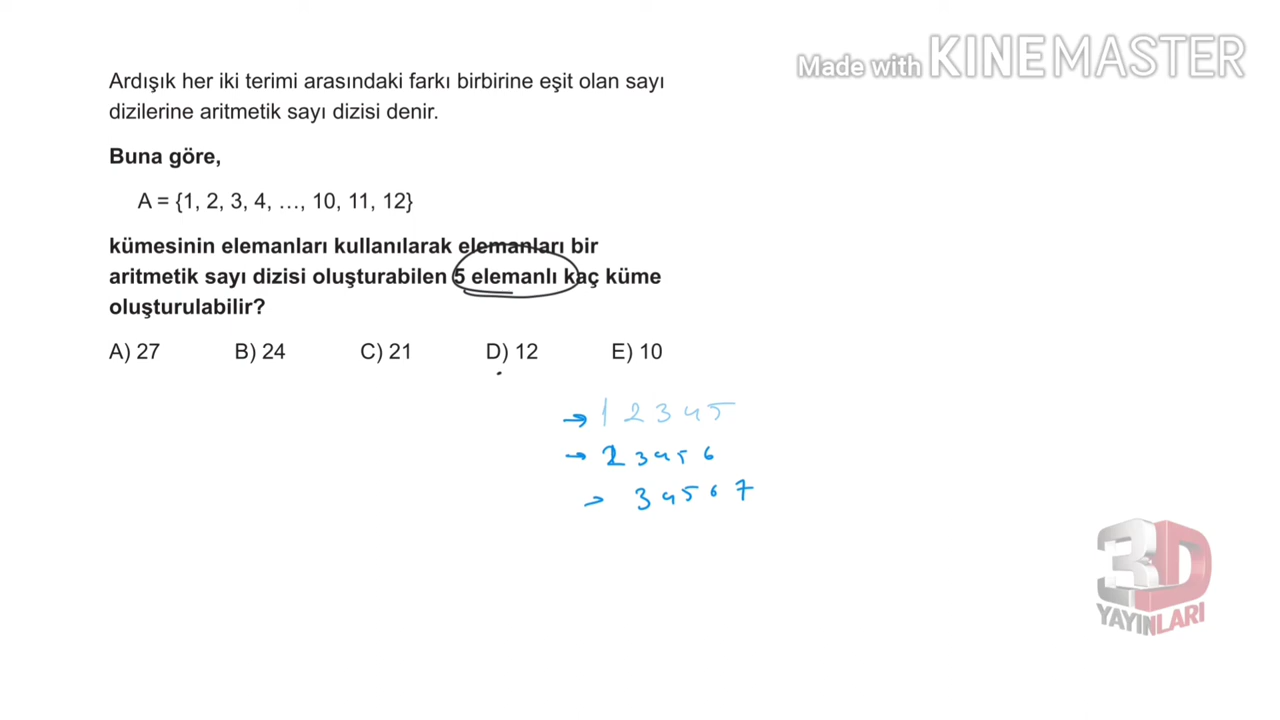 Made with KINEMASTER
Ardışık her iki terimi arasındaki farkı birbirine eşit olan sayı
dizilerine aritmetik sayı dizisi denir.
Buna göre,
A = {1, 2, 3, 4, …, 10, 11, 12}
kümesinin elemanları kullanılarak elemanları bir
aritmetik sayı dizisi oluşturabilen 5 elemanlı kaç küme
oluşturulabilir?
A) 27 B) 24 C) 21 D) 12 E) 10
→ 1 2 3 4 5
→ 2 3 4 5 6
→ 3 4 5 6 7
3D
YAYINLARI